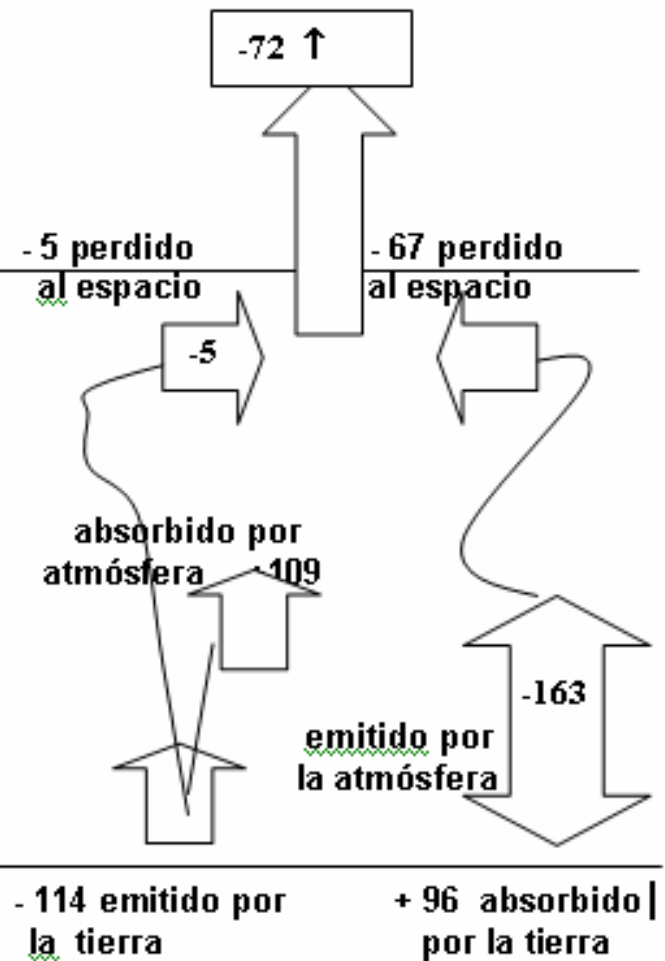 -72 ↑
- 5 perdido
al espacio
- 67 perdido
al espacio
-5
absorbido por
atmósfera 109
-163
emitido por
la atmósfera
- 114 emitido por
la tierra
+ 96 absorbido
por la tierra